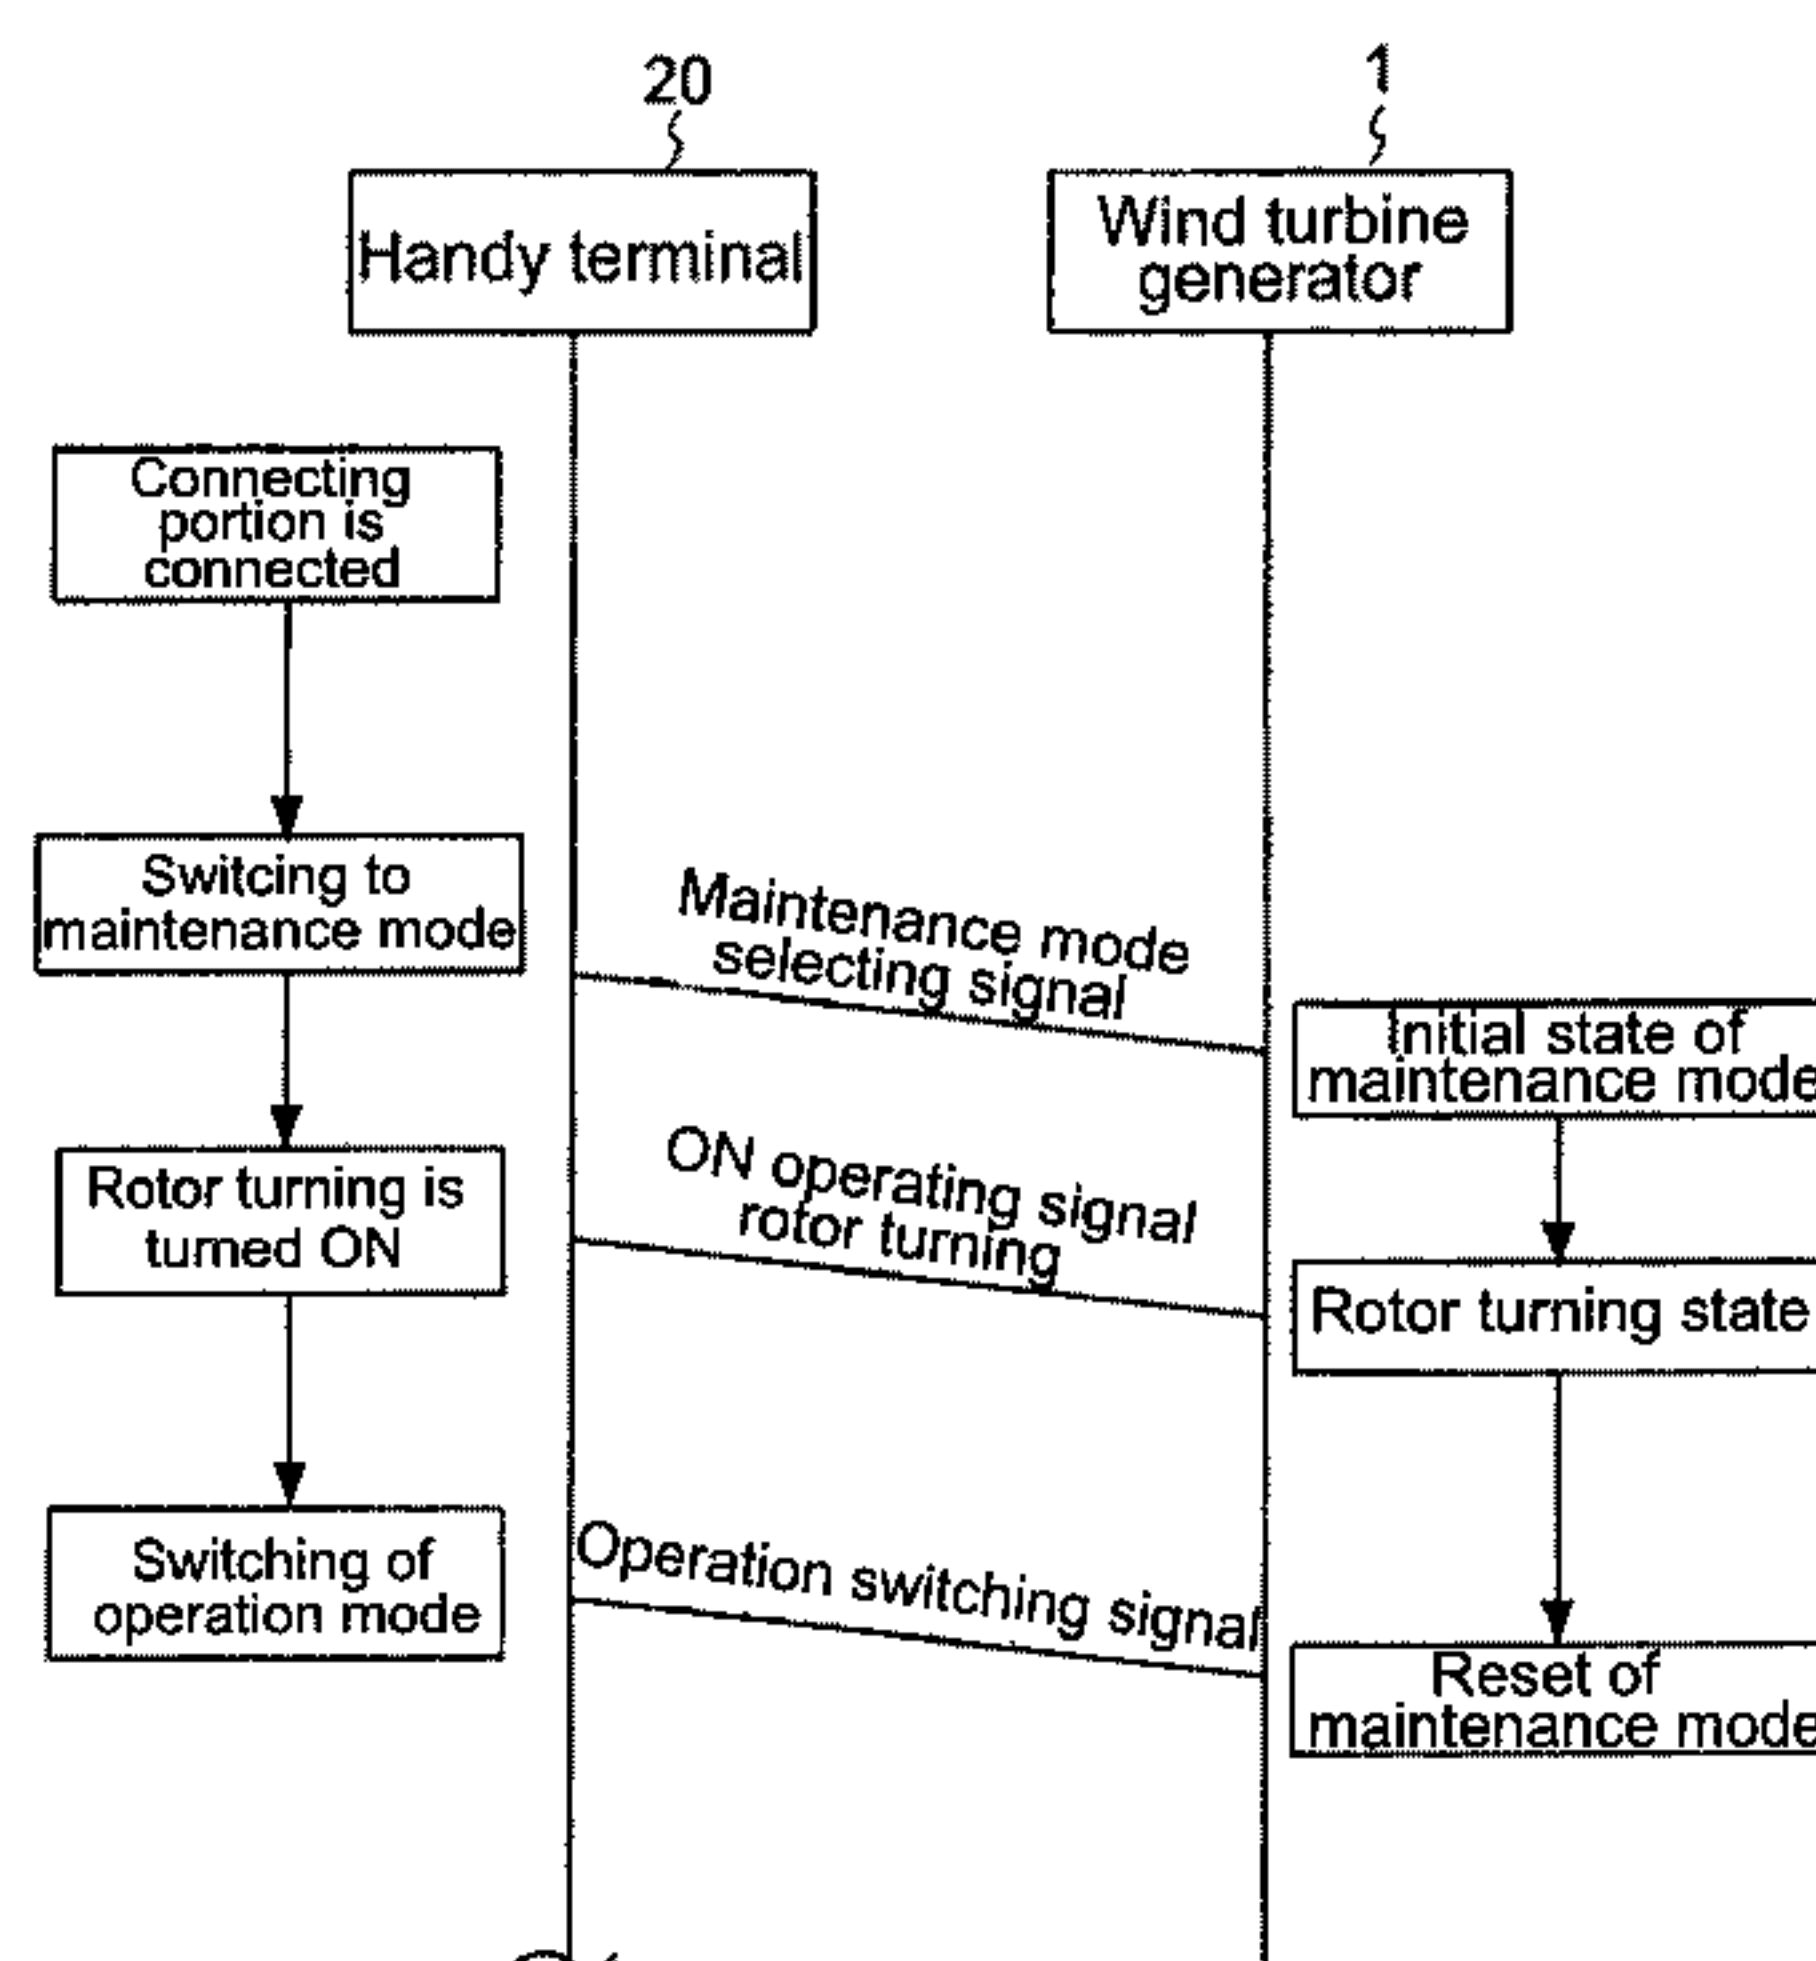 20
1
Handy terminal
Wind turbine
generator
Connecting
portion is
connected
Switcing to
maintenance mode
Maintenance mode
selecting signal
Initial state of
maintenance mode
Rotor turning is
turned ON
ON operating signal
rotor turning
Rotor turning state
Switching of
operation mode
Operation switching signal
Reset of
maintenance mode